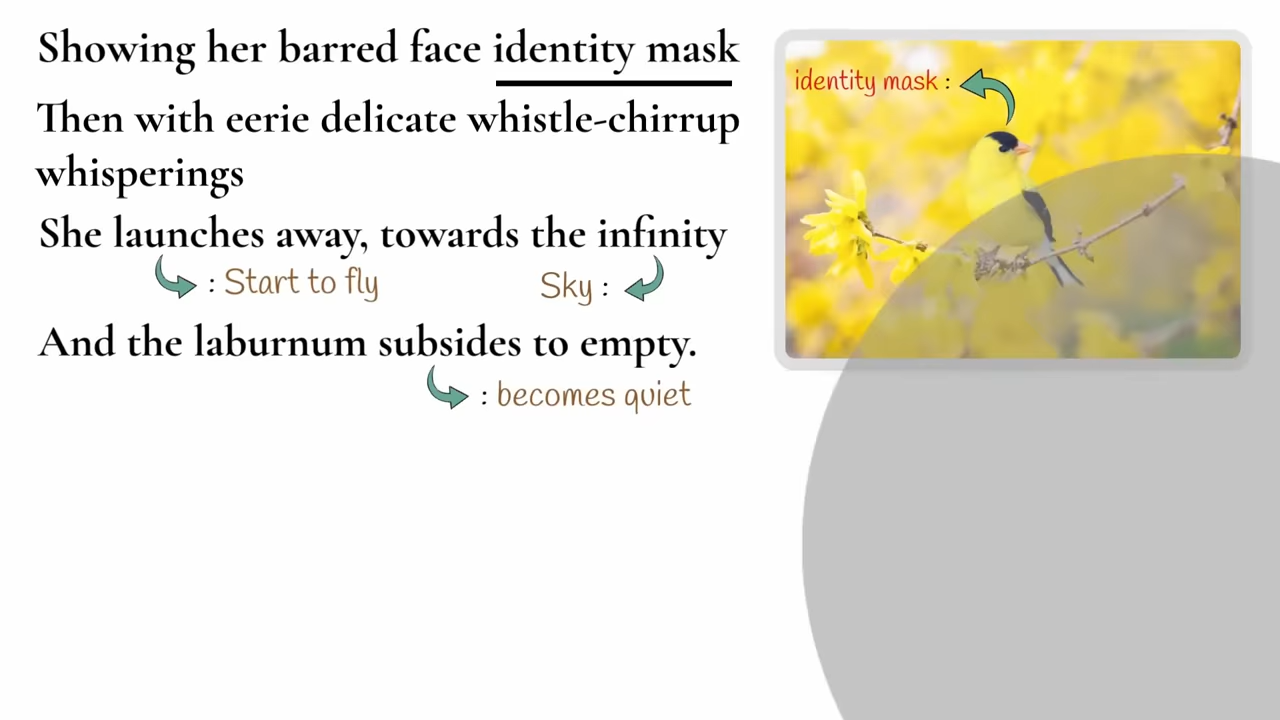 Showing her barred face identity mask
identity mask :
Then with eerie delicate whistle-chirrup
whisperings
She launches away, towards the infinity
: Start to fly
Sky :
And the laburnum subsides to empty.
: becomes quiet